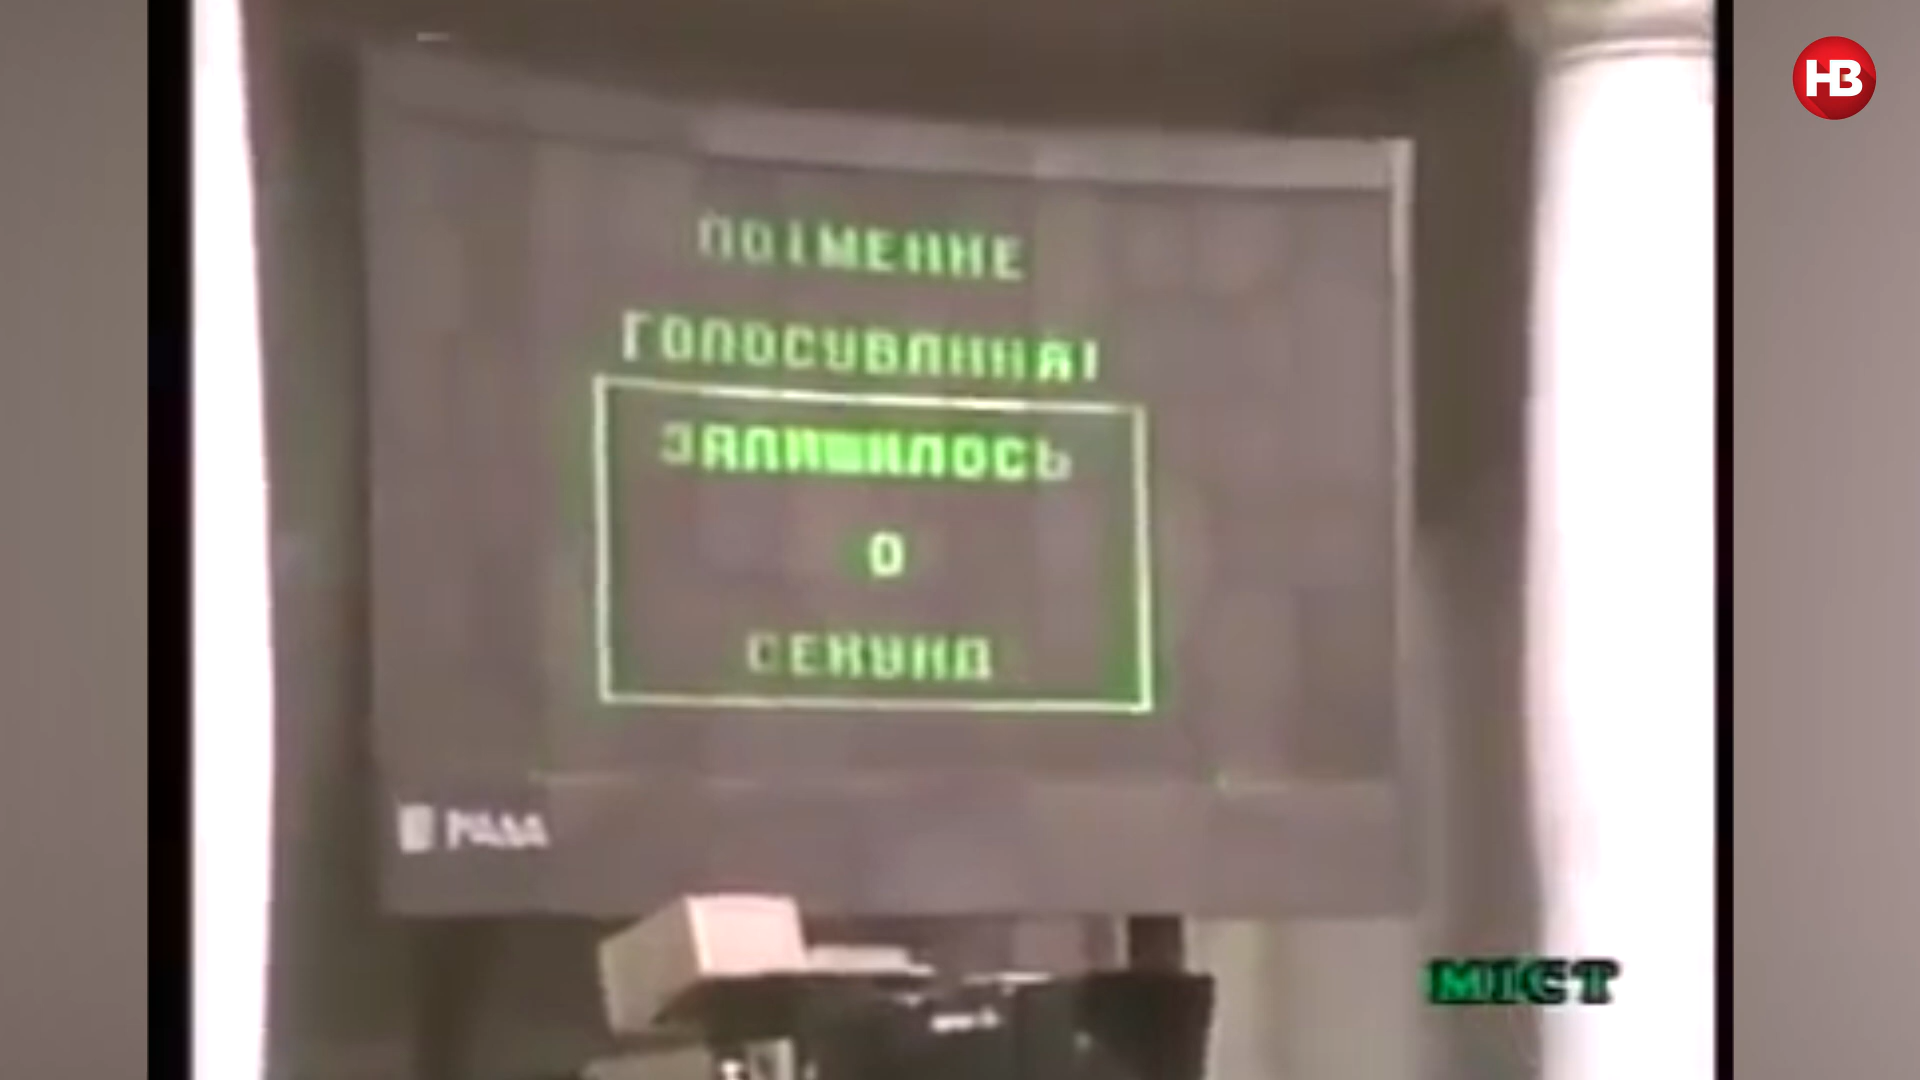 НВ
ПОІМЕННЕ
ГОЛОСУВАННЯ!
ЗАЛИШИЛОСЬ
0
СЕКУНД
РАДА
МІСТ